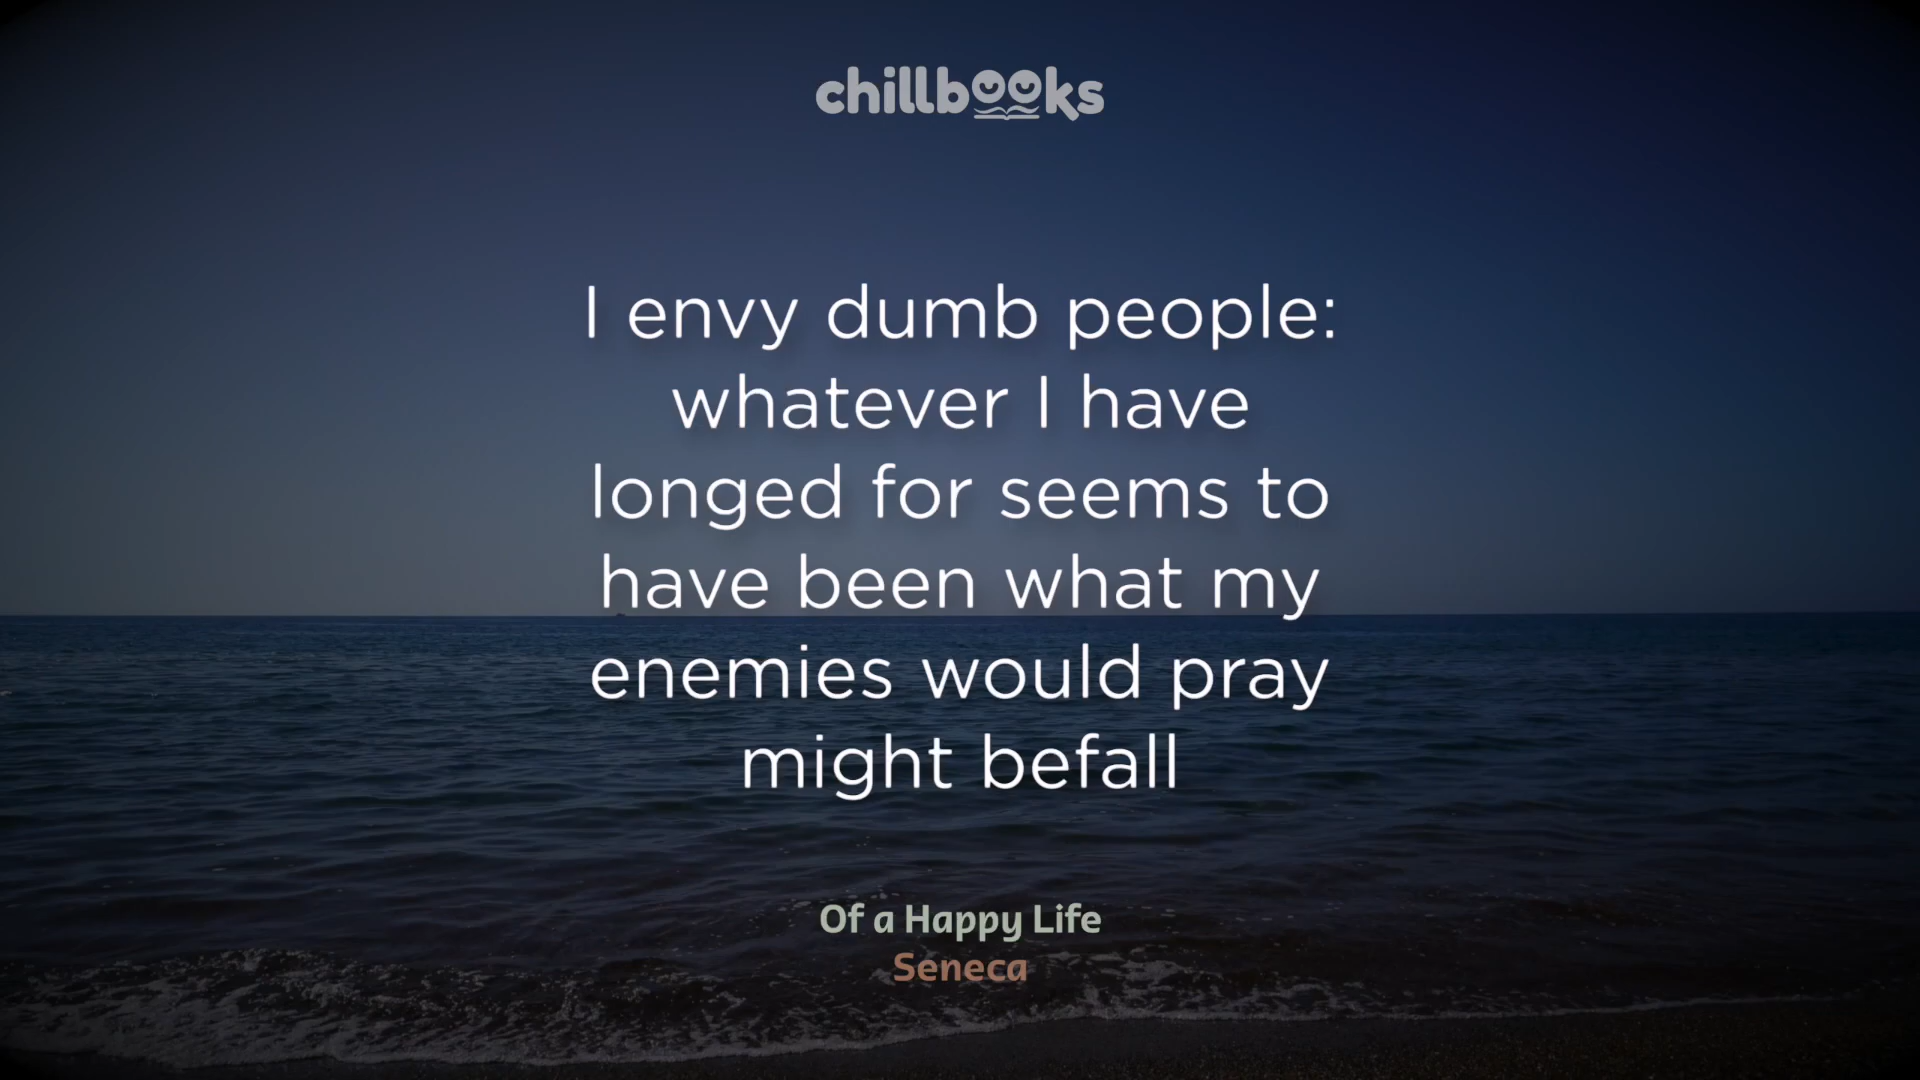 chillbooks
I envy dumb people:
whatever I have
longed for seems to
have been what my
enemies would pray
might befall
Of a Happy Life
Seneca